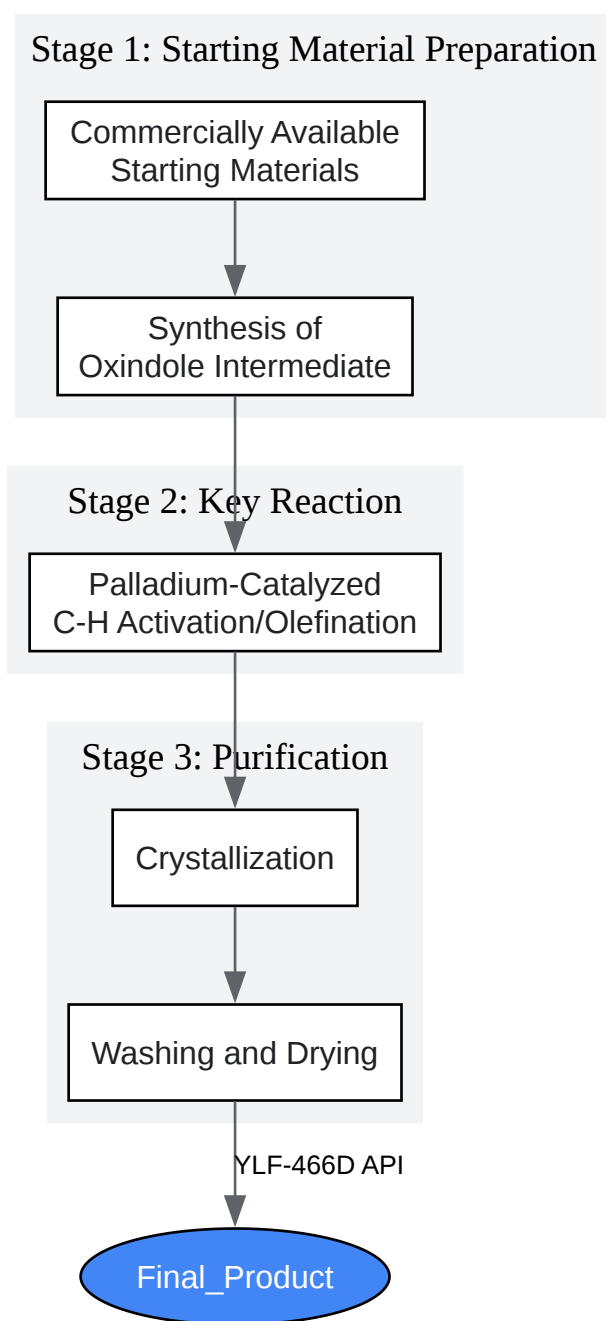 Stage 1: Starting Material Preparation
Commercially Available
Starting Materials
Synthesis of
Oxindole Intermediate
Stage 2: Key Reaction
Palladium-Catalyzed
C-H Activation/Olefination
Stage 3: Purification
Crystallization
Washing and Drying
YLF-466D API
Final_Product